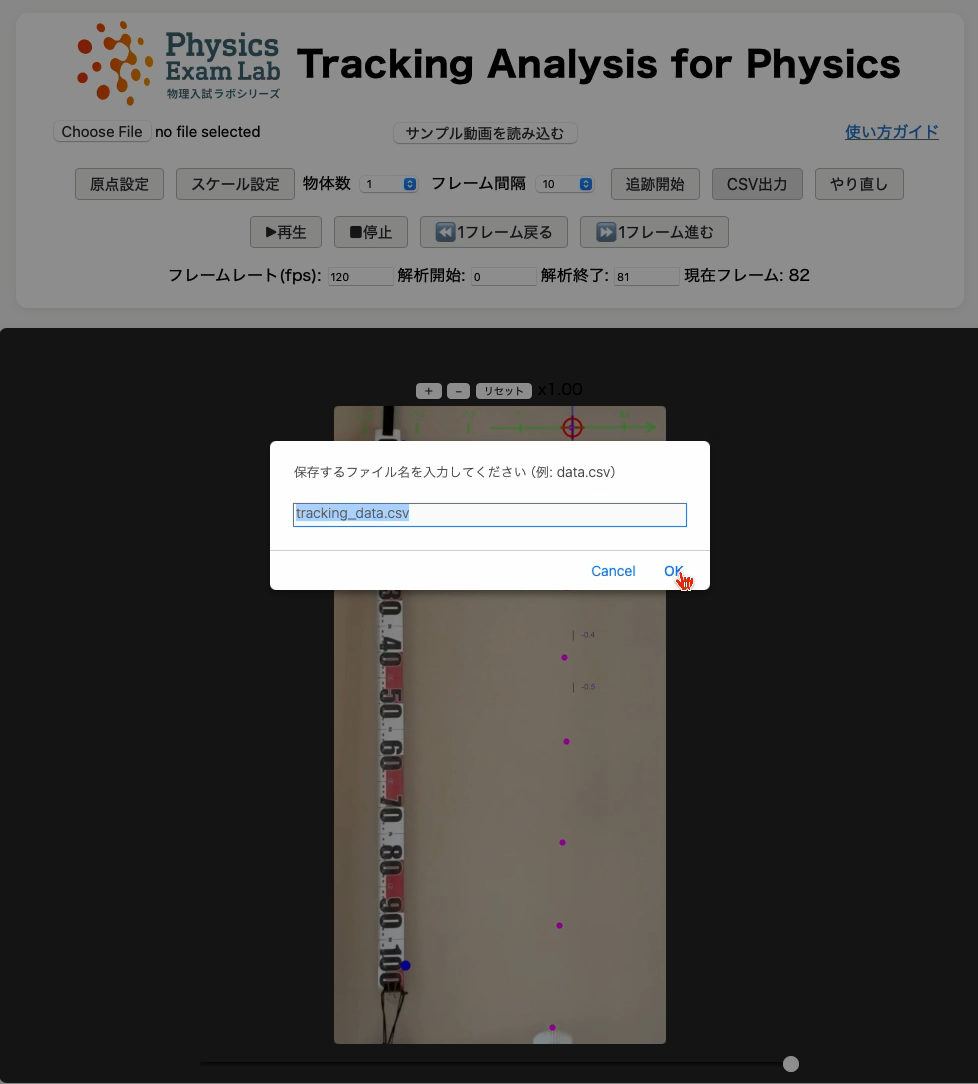 Physics
Exam Lab
物理入試ラボシリーズ
Tracking Analysis for Physics
Choose File no file selected
サンプル動画を読み込む
使い方ガイド
原点設定 スケール設定 物体数 1 フレーム間隔 10 追跡開始 CSV出力 やり直し
▶再生 ■停止 ⏪1フレーム戻る ⏩1フレーム進む
フレームレート(fps): 120 解析開始: 0 解析終了: 81 現在フレーム: 82
+ − リセット x1.00
保存するファイル名を入力してください (例: data.csv)
tracking_data.csv
Cancel OK
30
-0.4
40
-0.5
50
60
70
80
90
100